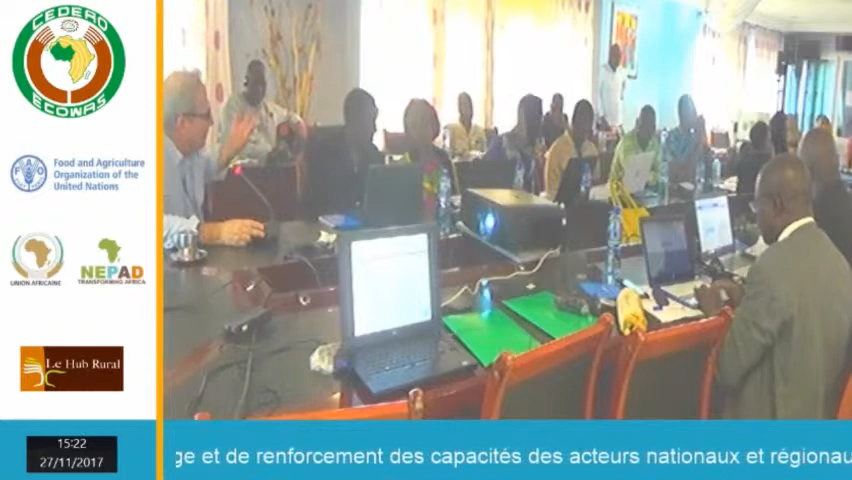 CEDEAO
ECOWAS
FAO
Food and Agriculture
Organization of the
United Nations
UNION AFRICAINE
NEPAD
TRANSFORMING AFRICA
Le Hub Rural
15:22
27/11/2017
ge et de renforcement des capacités des acteurs nationaux et régionau